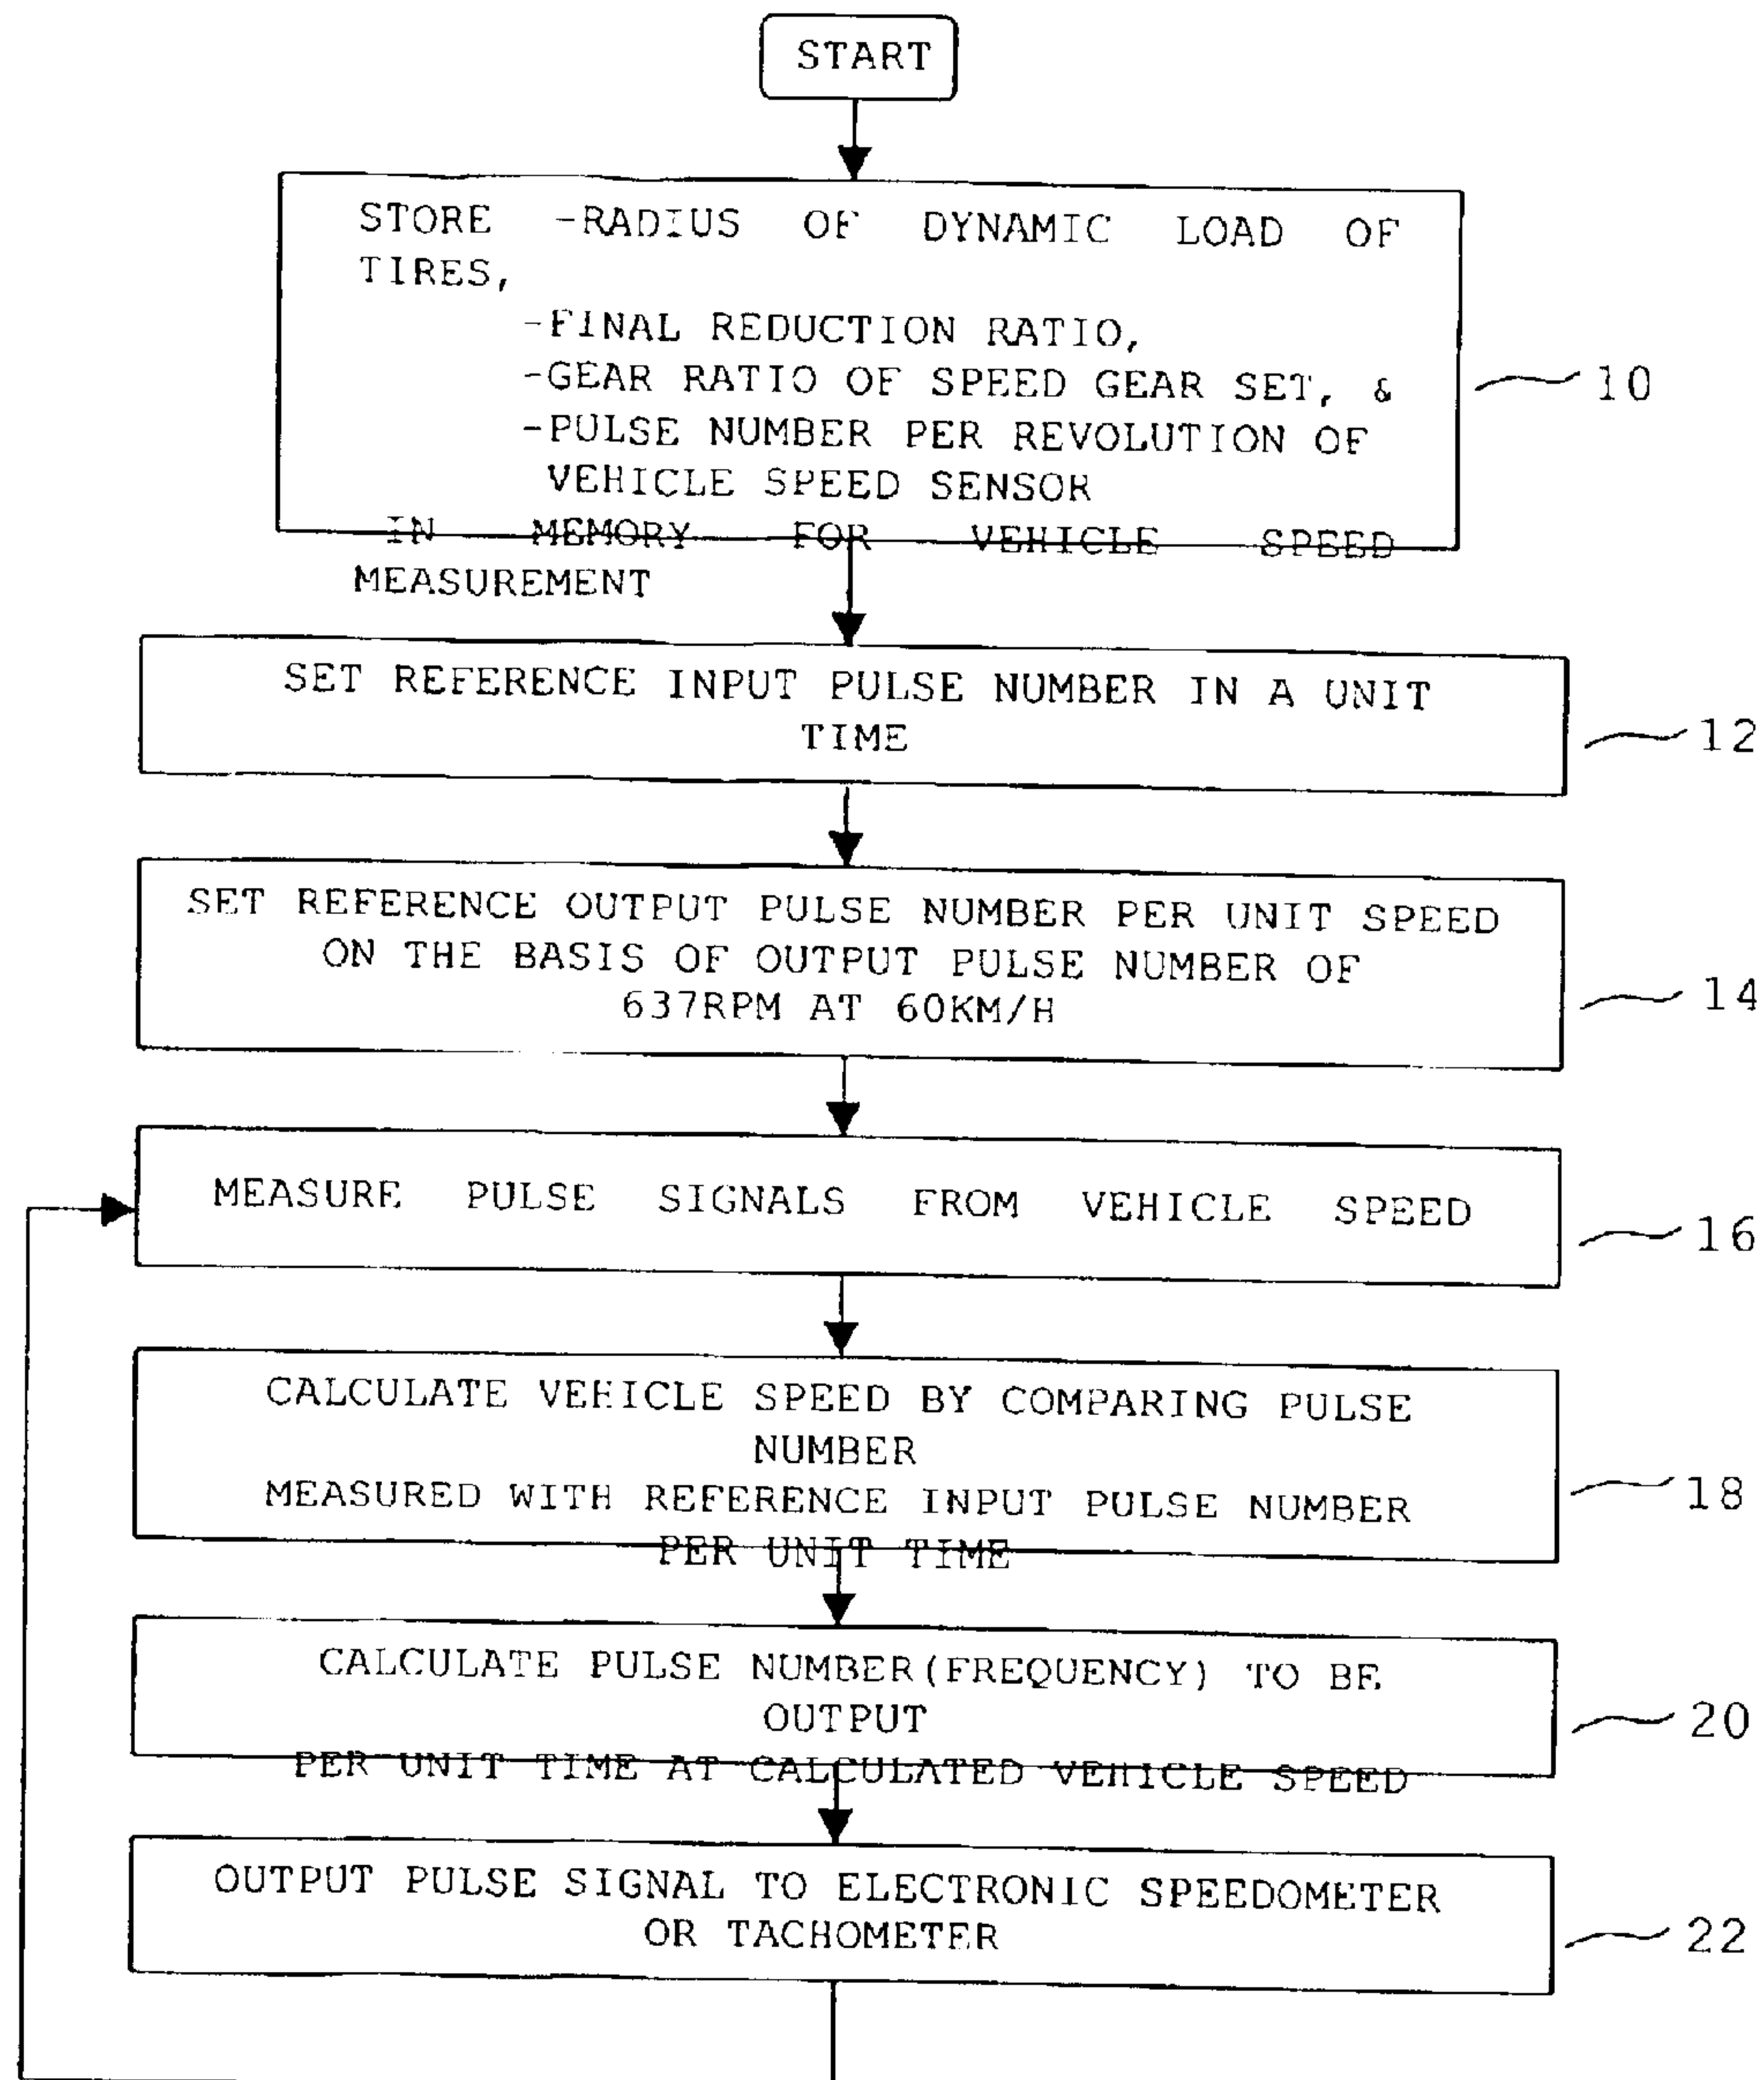 START
STORE -RADIUS OF DYNAMIC LOAD OF
TIRES,
-FINAL REDUCTION RATIO,
-GEAR RATIO OF SPEED GEAR SET, &
-PULSE NUMBER PER REVOLUTION OF
VEHICLE SPEED SENSOR
IN MEMORY FOR VEHICLE SPEED
MEASUREMENT
10
SET REFERENCE INPUT PULSE NUMBER IN A UNIT
TIME
12
SET REFERENCE OUTPUT PULSE NUMBER PER UNIT SPEED
ON THE BASIS OF OUTPUT PULSE NUMBER OF
637RPM AT 60KM/H
14
MEASURE PULSE SIGNALS FROM VEHICLE SPEED
16
CALCULATE VEHICLE SPEED BY COMPARING PULSE
NUMBER
MEASURED WITH REFERENCE INPUT PULSE NUMBER
PER UNIT TIME
18
CALCULATE PULSE NUMBER(FREQUENCY) TO BE
OUTPUT
PER UNIT TIME AT CALCULATED VEHICLE SPEED
20
OUTPUT PULSE SIGNAL TO ELECTRONIC SPEEDOMETER
OR TACHOMETER
22